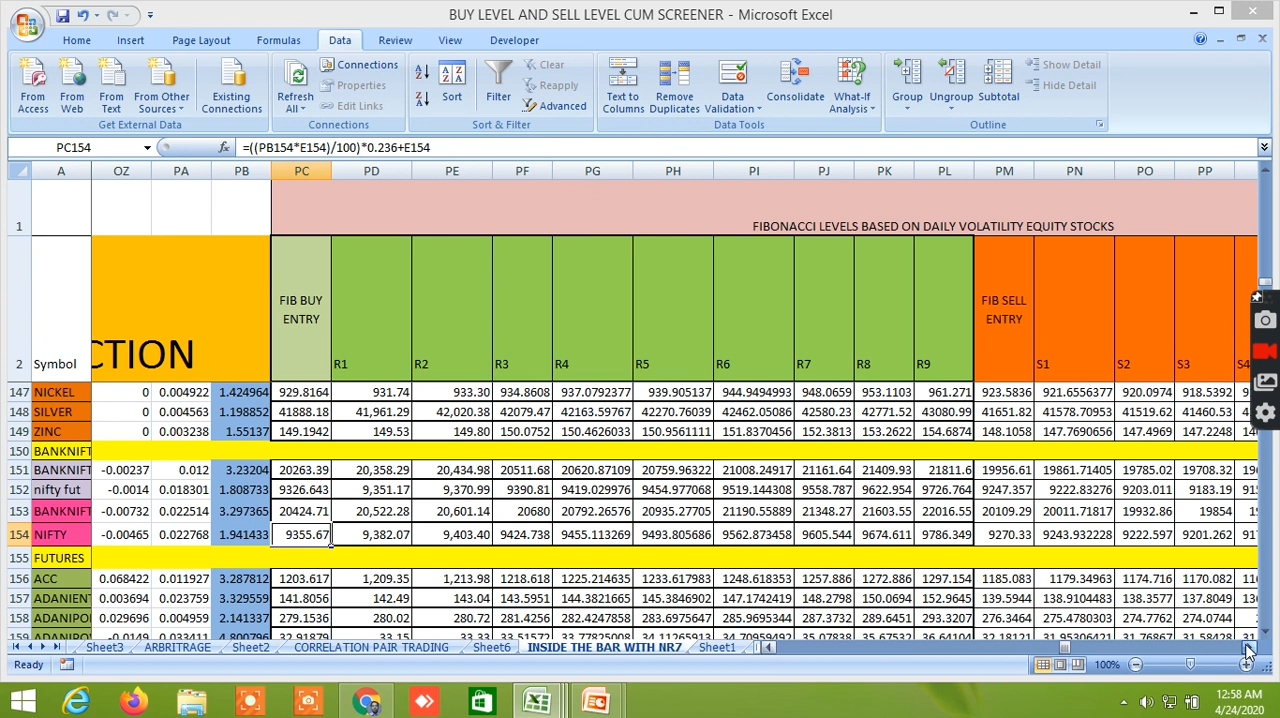 BUY LEVEL AND SELL LEVEL CUM SCREENER - Microsoft Excel
Home Insert Page Layout Formulas Data Review View Developer
From Access From Web From Text From Other Sources Existing Connections Refresh All Connections Properties Edit Links Sort Filter Clear Reapply Advanced Text to Columns Remove Duplicates Data Validation Consolidate What-If Analysis Group Ungroup Subtotal Show Detail Hide Detail
Get External Data Connections Sort & Filter Data Tools Outline
PC154 fx =((PB154*E154)/100)*0.236+E154
A OZ PA PB PC PD PE PF PG PH PI PJ PK PL PM PN PO PP
1 FIBONACCI LEVELS BASED ON DAILY VOLATILITY EQUITY STOCKS
2 Symbol CTION FIB BUY ENTRY R1 R2 R3 R4 R5 R6 R7 R8 R9 FIB SELL ENTRY S1 S2 S3 S4
147 NICKEL 0 0.004922 1.424964 929.8164 931.74 933.30 934.8608 937.0792377 939.905137 944.9494993 948.0659 953.1103 961.271 923.5836 921.6556377 920.0974 918.5392
148 SILVER 0 0.004563 1.198852 41888.18 41,961.29 42,020.38 42079.47 42163.59767 42270.76039 42462.05086 42580.23 42771.52 43080.99 41651.82 41578.70953 41519.62 41460.53
149 ZINC 0 0.003238 1.55137 149.1942 149.53 149.80 150.0752 150.4626033 150.9561111 151.8370456 152.3813 153.2622 154.6874 148.1058 147.7690656 147.4969 147.2248
150 BANKNIFT
151 BANKNIFT -0.00237 0.012 3.23204 20263.39 20,358.29 20,434.98 20511.68 20620.87109 20759.96322 21008.24917 21161.64 21409.93 21811.6 19956.61 19861.71405 19785.02 19708.32
152 nifty fut -0.0014 0.018301 1.808733 9326.643 9,351.17 9,370.99 9390.81 9419.029976 9454.977068 9519.144308 9558.787 9622.954 9726.764 9247.357 9222.83276 9203.011 9183.19
153 BANKNIFT -0.00732 0.022514 3.297365 20424.71 20,522.28 20,601.14 20680 20792.26576 20935.27705 21190.55889 21348.27 21603.55 22016.55 20109.29 20011.71817 19932.86 19854
154 NIFTY -0.00465 0.022768 1.941433 9355.67 9,382.07 9,403.40 9424.738 9455.113269 9493.805686 9562.873458 9605.544 9674.611 9786.349 9270.33 9243.932228 9222.597 9201.262
155 FUTURES
156 ACC 0.068422 0.011927 3.287812 1203.617 1,209.35 1,213.98 1218.618 1225.214635 1233.617983 1248.618353 1257.886 1272.886 1297.154 1185.083 1179.34963 1174.716 1170.082
157 ADANIENT 0.003694 0.023759 3.329559 141.8056 142.49 143.04 143.5951 144.3821665 145.3846966 147.1742907 148.2799 150.0694 152.9645 139.5944 138.9104483 138.364 137.8049
158 ADANIPO 0.029696 0.004959 2.141337 279.1536 280.02 280.72 281.4256 282.4247858 283.6976579 285.9697947 287.3735 289.6457 293.3207 276.3464 275.4780762 274.7762 274.0744
159
Sheet3 ARBRITRAGE Sheet2 CORRELATION PAIR TRADING Sheet6 INSIDE THE BAR WITH NR7 Sheet1
Ready 100%
12:58 AM
4/24/2020